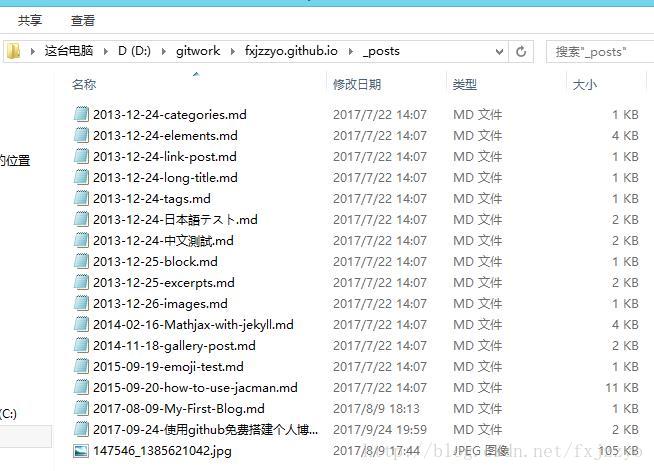 共享 查看
这台电脑 D (D:) gitwork fxjzzyo.github.io _posts 搜索"_posts"
名称 修改日期 类型 大小
2013-12-24-categories.md 2017/7/22 14:07 MD 文件 1 KB
2013-12-24-elements.md 2017/7/22 14:07 MD 文件 4 KB
的位置
2013-12-24-link-post.md 2017/7/22 14:07 MD 文件 1 KB
2013-12-24-long-title.md 2017/7/22 14:07 MD 文件 1 KB
2013-12-24-tags.md 2017/7/22 14:07 MD 文件 1 KB
2013-12-24-日本語テスト.md 2017/7/22 14:07 MD 文件 2 KB
2013-12-24-中文測試.md 2017/7/22 14:07 MD 文件 2 KB
2013-12-25-block.md 2017/7/22 14:07 MD 文件 1 KB
2013-12-25-excerpts.md 2017/7/22 14:07 MD 文件 2 KB
2013-12-26-images.md 2017/7/22 14:07 MD 文件 1 KB
2014-02-16-Mathjax-with-jekyll.md 2017/7/22 14:07 MD 文件 4 KB
2014-11-18-gallery-post.md 2017/7/22 14:07 MD 文件 2 KB
2015-09-19-emoji-test.md 2017/7/22 14:07 MD 文件 1 KB
2015-09-20-how-to-use-jacman.md 2017/7/22 14:07 MD 文件 11 KB
(C:)
2017-08-09-My-First-Blog.md 2017/8/9 18:13 MD 文件 2 KB
2017-09-24-使用github免费搭建个人博... 2017/9/24 19:59 MD 文件 2 KB
147546_1385621042.jpg 2017/8/9 17:44 JPEG 图像 105 KB
http://blog.csdn.net/fxjzzyo